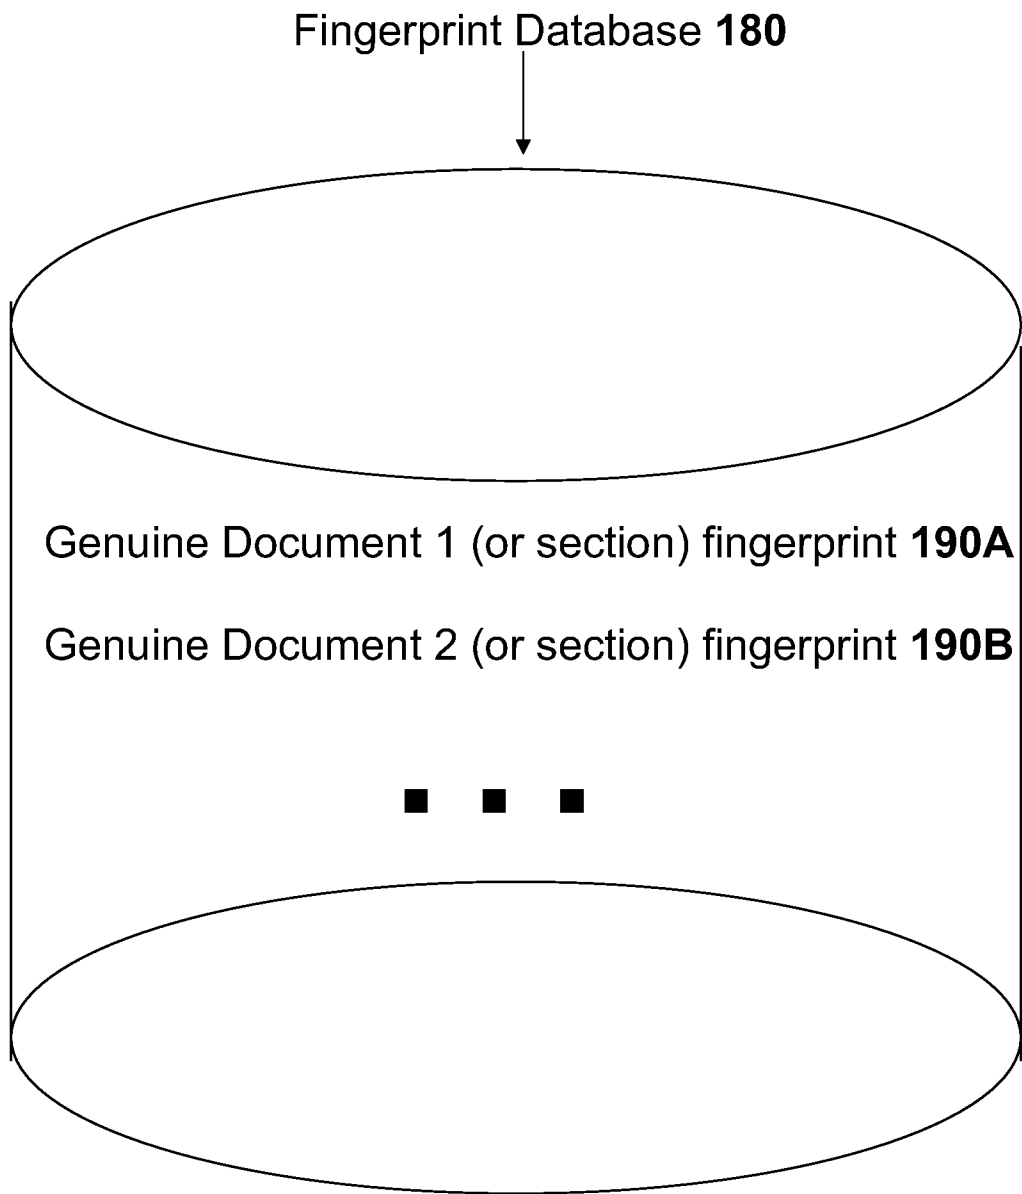 Fingerprint Database 180
Genuine Document 1 (or section) fingerprint 190A
Genuine Document 2 (or section) fingerprint 190B